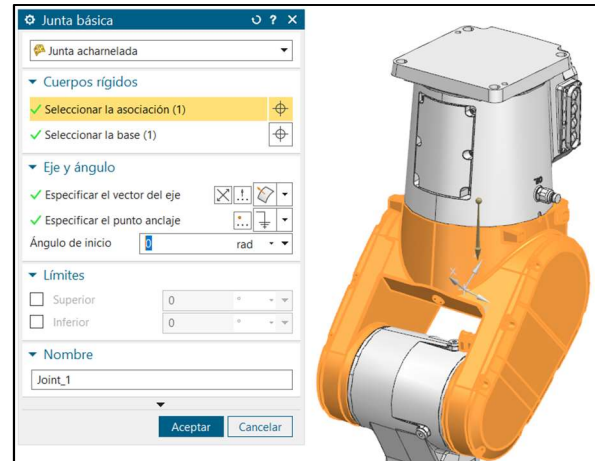 Junta básica
Junta acharnelada
Cuerpos rígidos
Seleccionar la asociación (1)
Seleccionar la base (1)
Eje y ángulo
Especificar el vector del eje
Especificar el punto anclaje
Ángulo de inicio 0 rad
Límites
Superior 0 °
Inferior 0 °
Nombre
Joint_1
Aceptar Cancelar